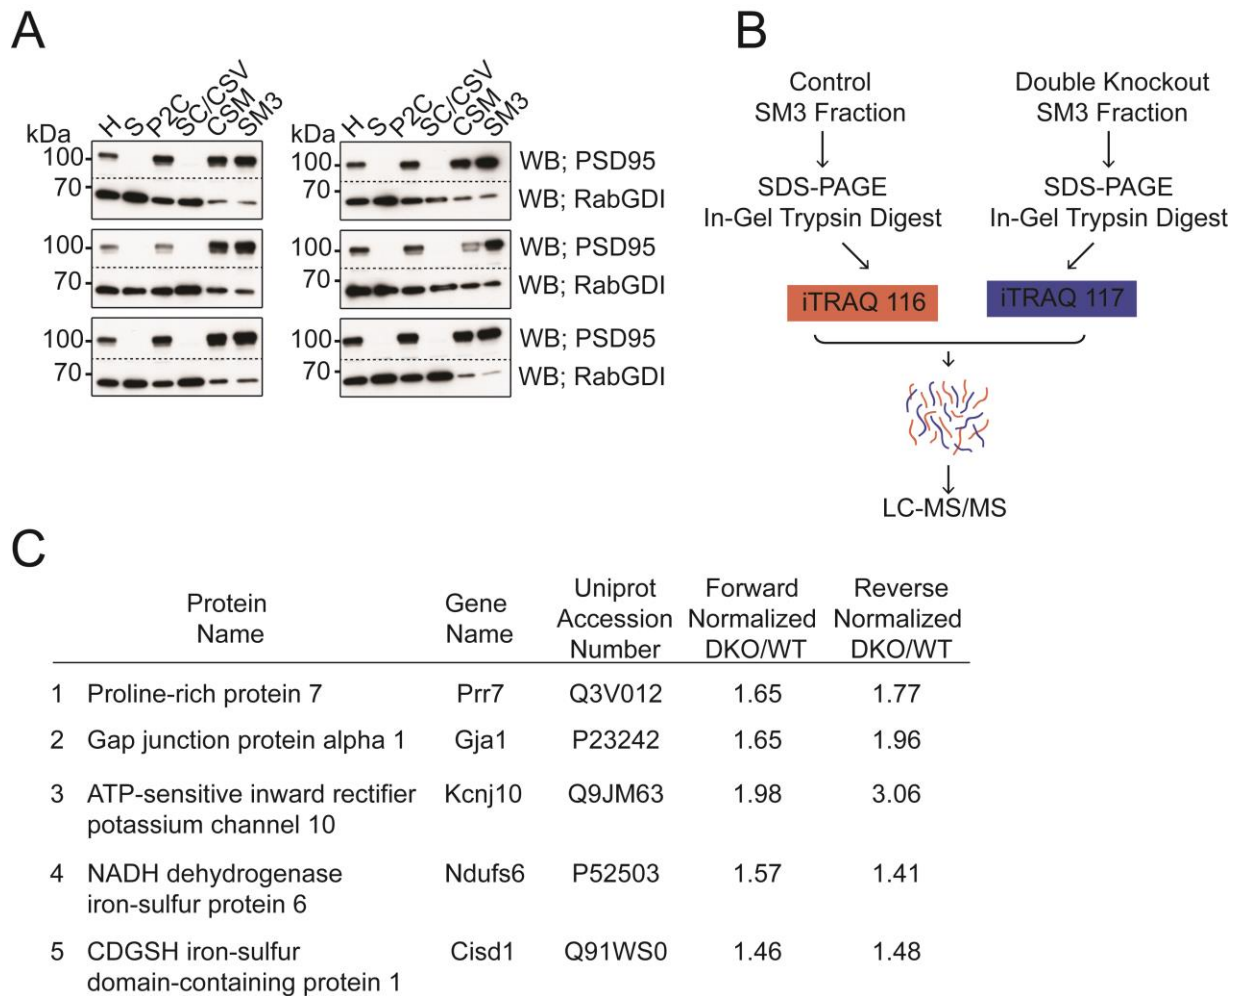 A
H S P2C SC/CSV CSM SM3
kDa
100
WB; PSD95
70
WB; RabGDI
100
WB; PSD95
70
WB; RabGDI
100
WB; PSD95
70
WB; RabGDI
H S P2C SC/CSV CSM SM3
kDa
100
70
100
70
100
70
B
Control
SM3 Fraction
Double Knockout
SM3 Fraction
SDS-PAGE
In-Gel Trypsin Digest
SDS-PAGE
In-Gel Trypsin Digest
iTRAQ 116
iTRAQ 117
LC-MS/MS
C
Protein Name
Gene Name
Uniprot Accession Number
Forward Normalized DKO/WT
Reverse Normalized DKO/WT
1 Proline-rich protein 7 Prr7 Q3V012 1.65 1.77
2 Gap junction protein alpha 1 Gja1 P23242 1.65 1.96
3 ATP-sensitive inward rectifier Kcnj10 Q9JM63 1.98 3.06
potassium channel 10
4 NADH dehydrogenase Ndufs6 P52503 1.57 1.41
iron-sulfur protein 6
5 CDGSH iron-sulfur Cisd1 Q91WS0 1.46 1.48
domain-containing protein 1